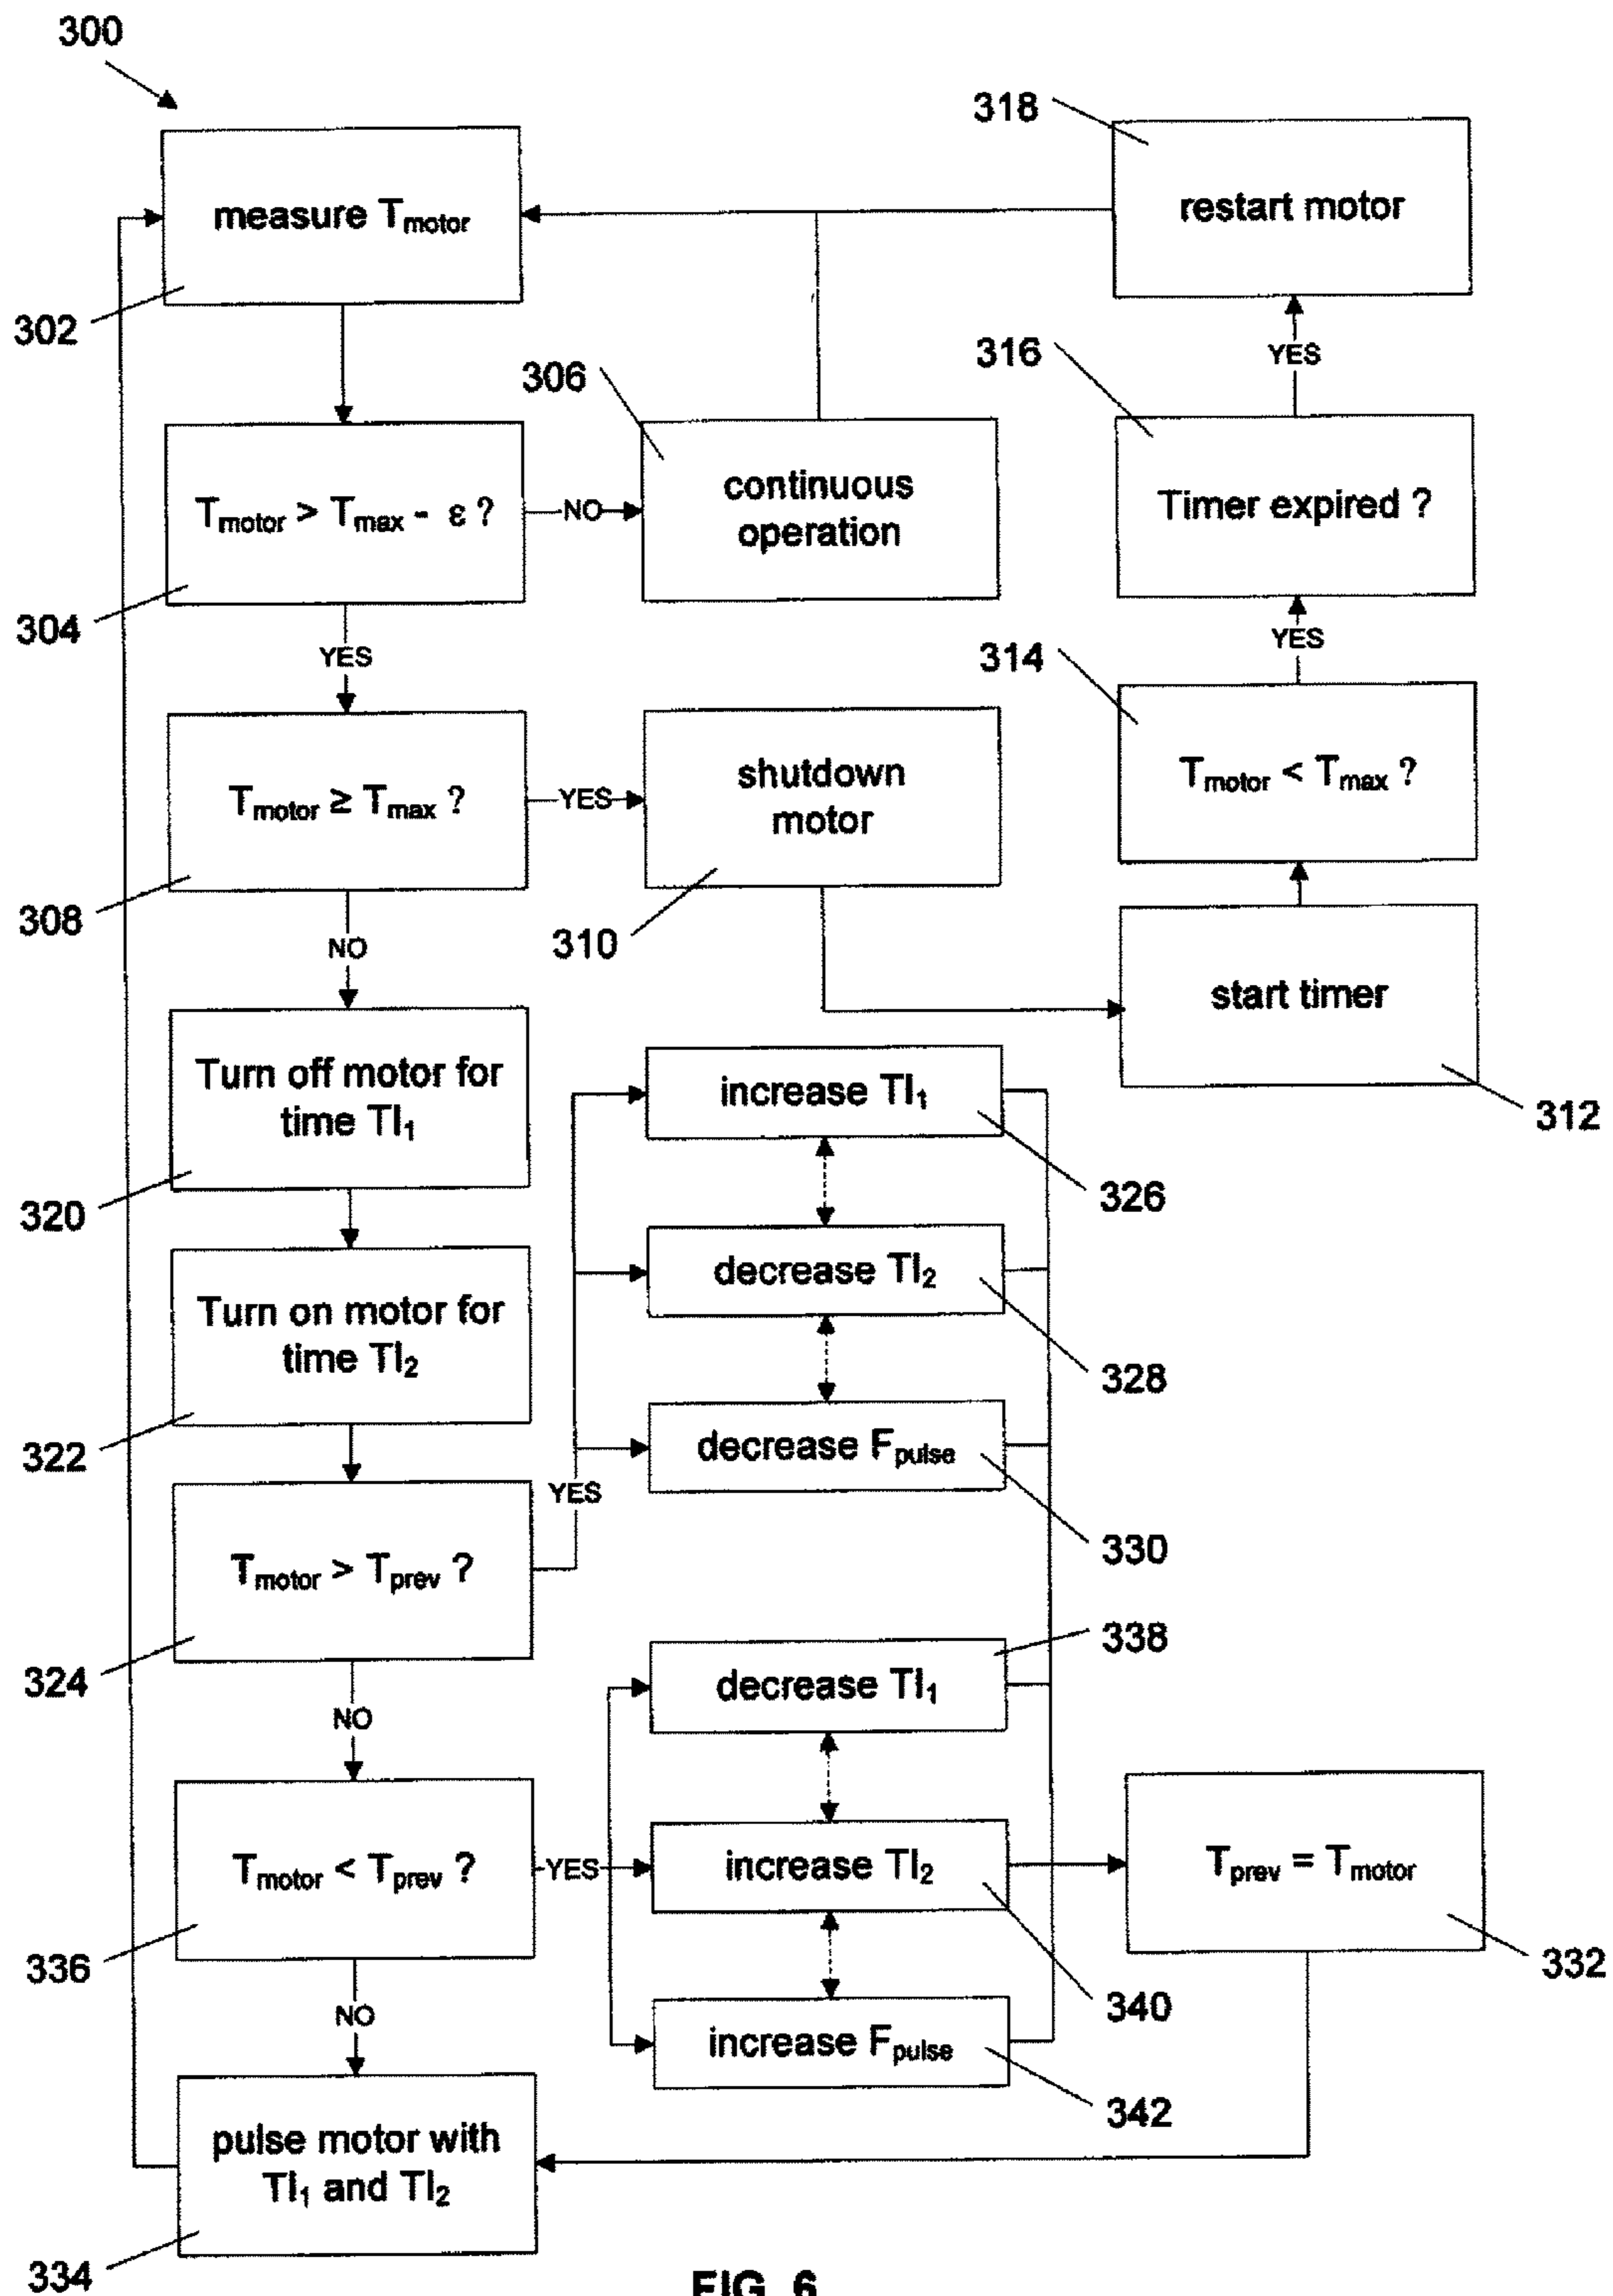 300
318
measure Tmotor
restart motor
302
306
316
YES
Tmotor > Tmax - ε ?
NO
continuous
operation
Timer expired ?
304
YES
314
YES
Tmotor ≥ Tmax ?
YES
shutdown
motor
Tmotor < Tmax ?
308
310
NO
start timer
Turn off motor for
time TI1
increase TI1
312
320
326
decrease TI2
Turn on motor for
time TI2
328
322
decrease Fpulse
YES
330
Tmotor > Tprev ?
324
338
decrease TI1
NO
Tmotor < Tprev ?
YES
increase TI2
Tprev = Tmotor
336
332
340
NO
increase Fpulse
342
pulse motor with
TI1 and TI2
334
FIG. 6